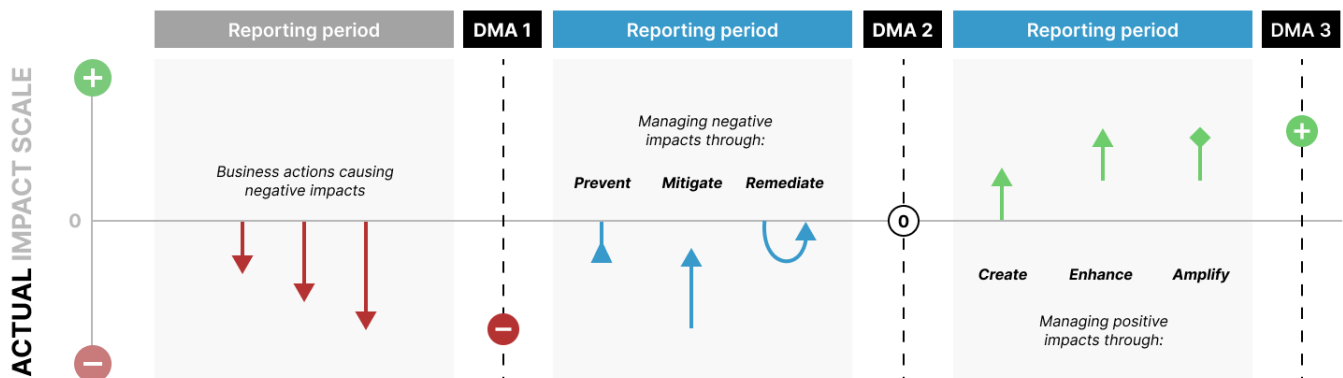 Reporting period
DMA 1
Reporting period
DMA 2
Reporting period
DMA 3
ACTUAL IMPACT SCALE
+
0
−
Business actions causing
negative impacts
−
Managing negative
impacts through:
Prevent
Mitigate
Remediate
0
+
Create
Enhance
Amplify
Managing positive
impacts through: